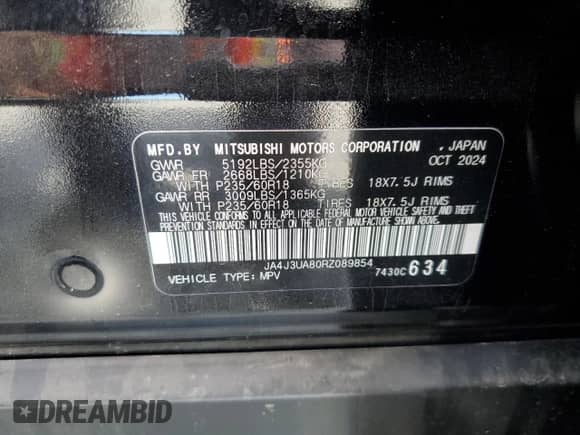 MFD.BY MITSUBISHI MOTORS CORPORATION , JAPAN
GVWR 5192LBS/2355KG OCT 2024
GAWR FR 2668LBS/1210KG
WITH P235/60R18 TIRES 18X7.5J RIMS
GAWR RR 3009LBS/1365KG
WITH P235/60R18 TIRES 18X7.5J RIMS
THIS VEHICLE CONFORMS TO ALL APPLICABLE FEDERAL MOTOR VEHICLE SAFETY AND THEFT
PREVENTION STANDARDS IN EFFECT ON THE DATE OF MANUFACTURE SHOWN ABOVE.
JA4J3UA80RZ089854
VEHICLE TYPE: MPV 7430C634
DREAMBID